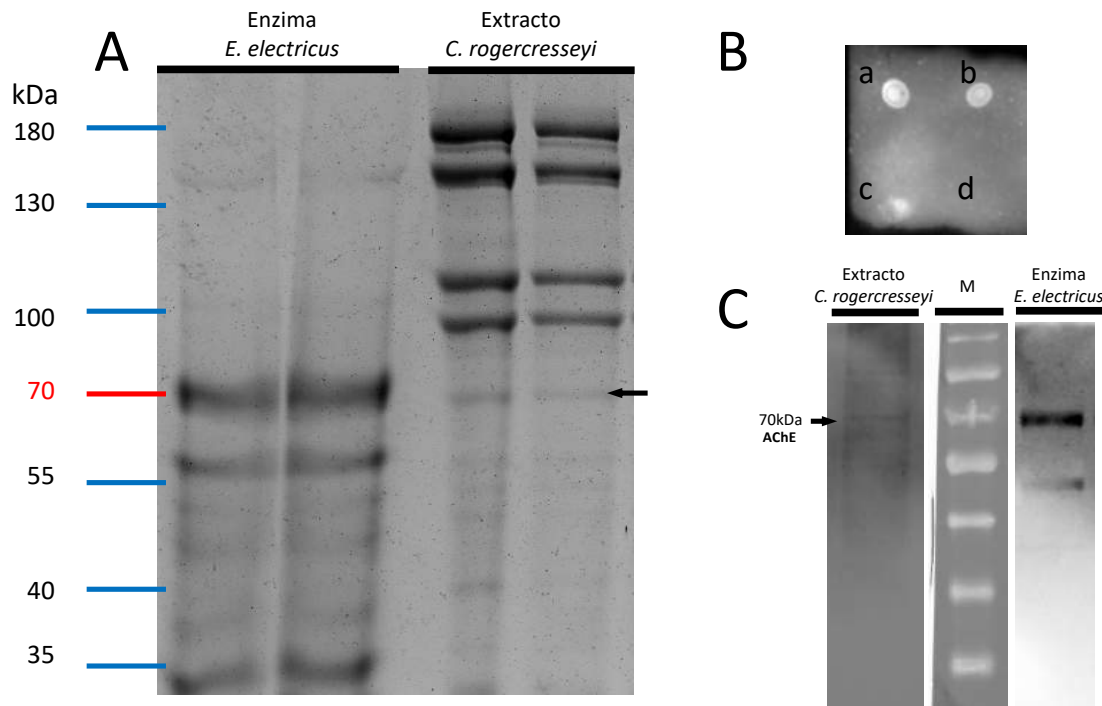 A
Enzima
E. electricus
Extracto
C. rogercresseyi
kDa
180
130
100
70
55
40
35
B
a
b
c
d
C
Extracto
C. rogercresseyi
M
Enzima
E. electricus
70kDa
AChE